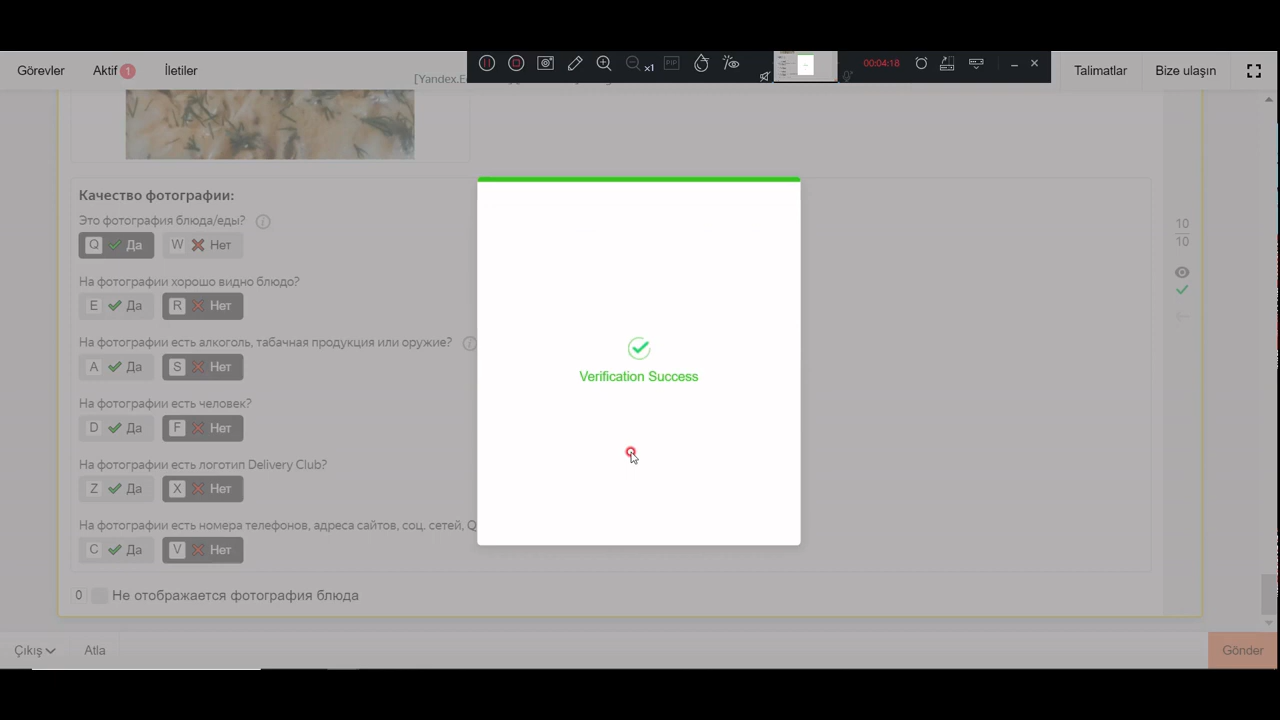 Görevler
Aktif 1
İletiler
[Yandex.E
x1
PIP
00:04:18
Talimatlar
Bize ulaşın
Качество фотографии:
Это фотография блюда/еды?
Q Да W Нет
На фотографии хорошо видно блюдо?
E Да R Нет
На фотографии есть алкоголь, табачная продукция или оружие?
A Да S Нет
На фотографии есть человек?
D Да F Нет
На фотографии есть логотип Delivery Club?
Z Да X Нет
На фотографии есть номера телефонов, адреса сайтов, соц. сетей, Q
C Да V Нет
0 Не отображается фотография блюда
Verification Success
10
10
Çıkış
Atla
Gönder